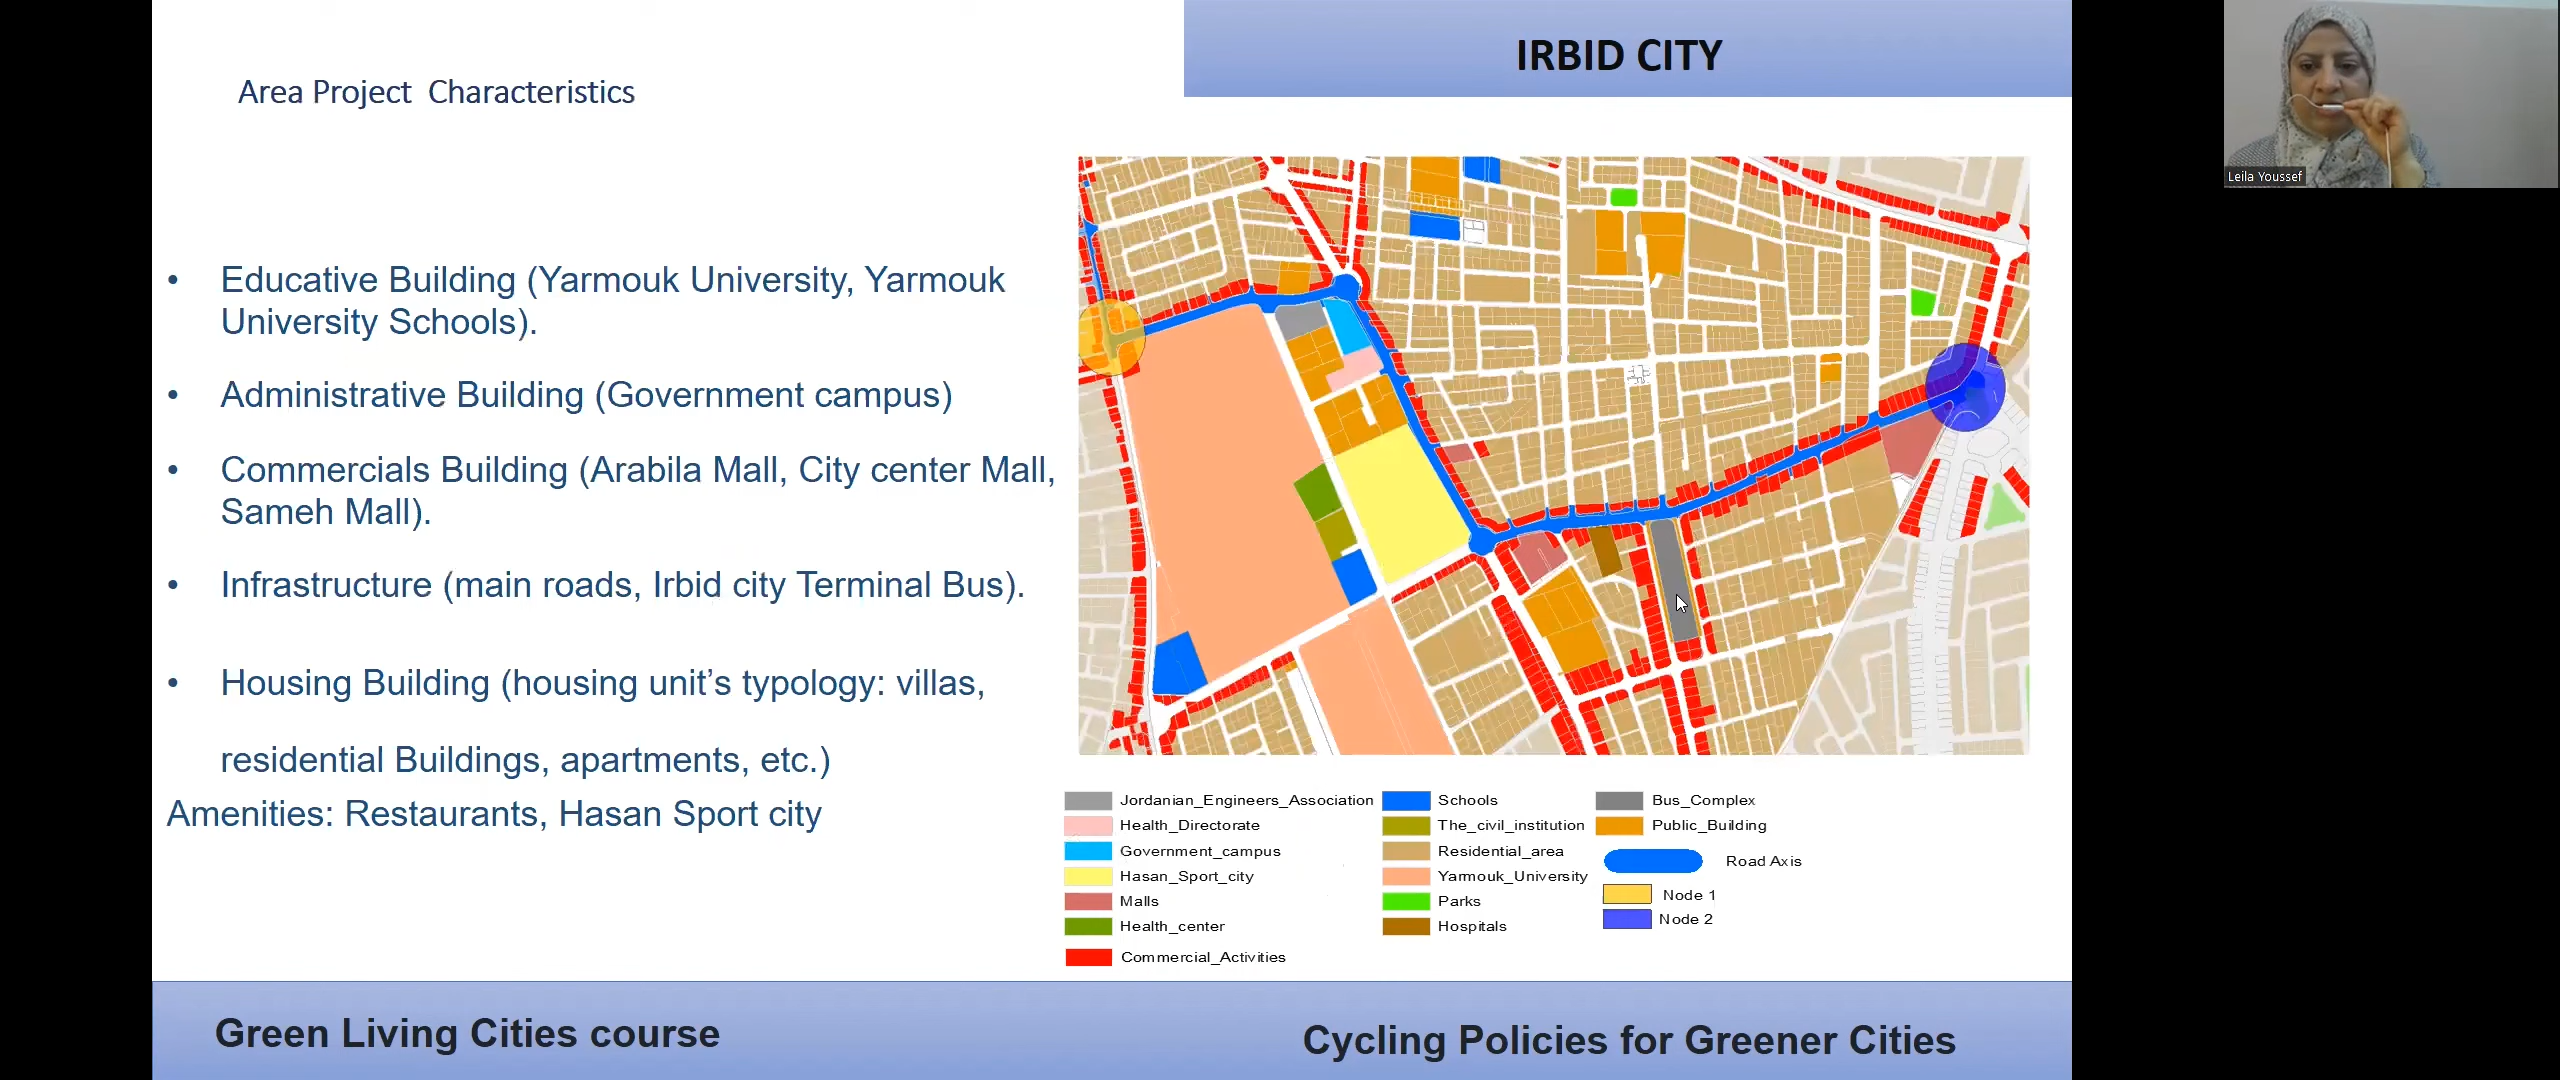 IRBID CITY
Area Project  Characteristics
• Educative Building (Yarmouk University, Yarmouk
University Schools).
• Administrative Building (Government campus)
• Commercials Building (Arabila Mall, City center Mall,
Sameh Mall).
• Infrastructure (main roads, Irbid city Terminal Bus).
• Housing Building (housing unit’s typology: villas,
residential Buildings, apartments, etc.)
Amenities: Restaurants, Hasan Sport city
Jordanian_Engineers_Association
Health_Directorate
Government_campus
Hasan_Sport_city
Malls
Health_center
Commercial_Activities
Schools
The_civil_institution
Residential_area
Yarmouk_University
Parks
Hospitals
Bus_Complex
Public_Building
Road Axis
Node 1
Node 2
Green Living Cities course
Cycling Policies for Greener Cities
Leila Youssef